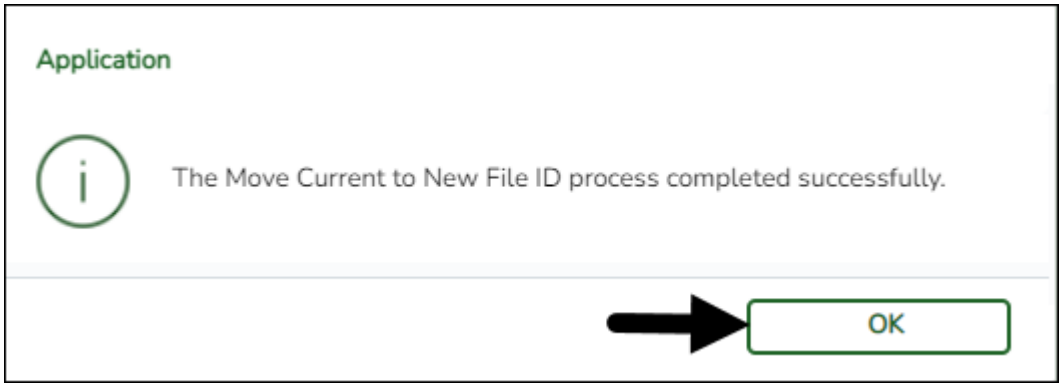 Application
i
The Move Current to New File ID process completed successfully.
OK